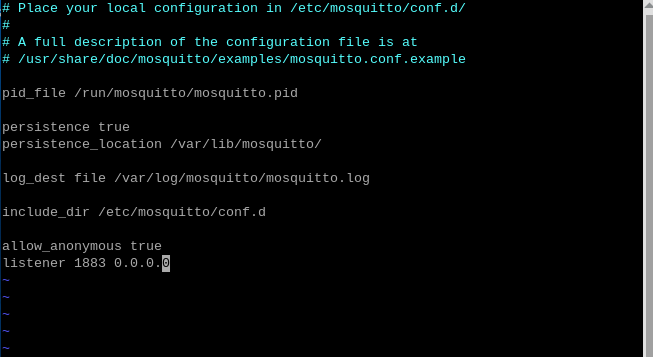 # Place your local configuration in /etc/mosquitto/conf.d/
#
# A full description of the configuration file is at
# /usr/share/doc/mosquitto/examples/mosquitto.conf.example
pid_file /run/mosquitto/mosquitto.pid
persistence true
persistence_location /var/lib/mosquitto/
log_dest file /var/log/mosquitto/mosquitto.log
include_dir /etc/mosquitto/conf.d
allow_anonymous true
listener 1883 0.0.0.0
~
~
~
~
~